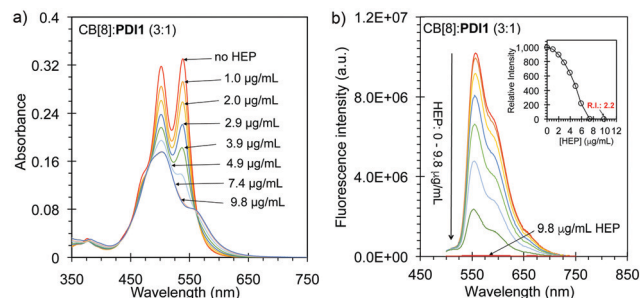 a)
CB[8]:PDI1 (3:1)
no HEP
1.0 µg/mL
2.0 µg/mL
2.9 µg/mL
3.9 µg/mL
4.9 µg/mL
7.4 µg/mL
9.8 µg/mL
Absorbance
0.4
0.32
0.24
0.16
0.08
0
350 450 550 650 750
Wavelength (nm)
b)
CB[8]:PDI1 (3:1)
HEP: 0 - 9.8 µg/mL
Relative Intensity
1,000
800
600
400
200
0
R.I.: 2.2
0 2 4 6 8 10 12
[HEP] (µg/mL)
9.8 µg/mL HEP
Fluorescence intensity (a.u.)
1.2E+07
8.0E+06
4.0E+06
0.0E+00
450 550 650 750 850
Wavelength (nm)